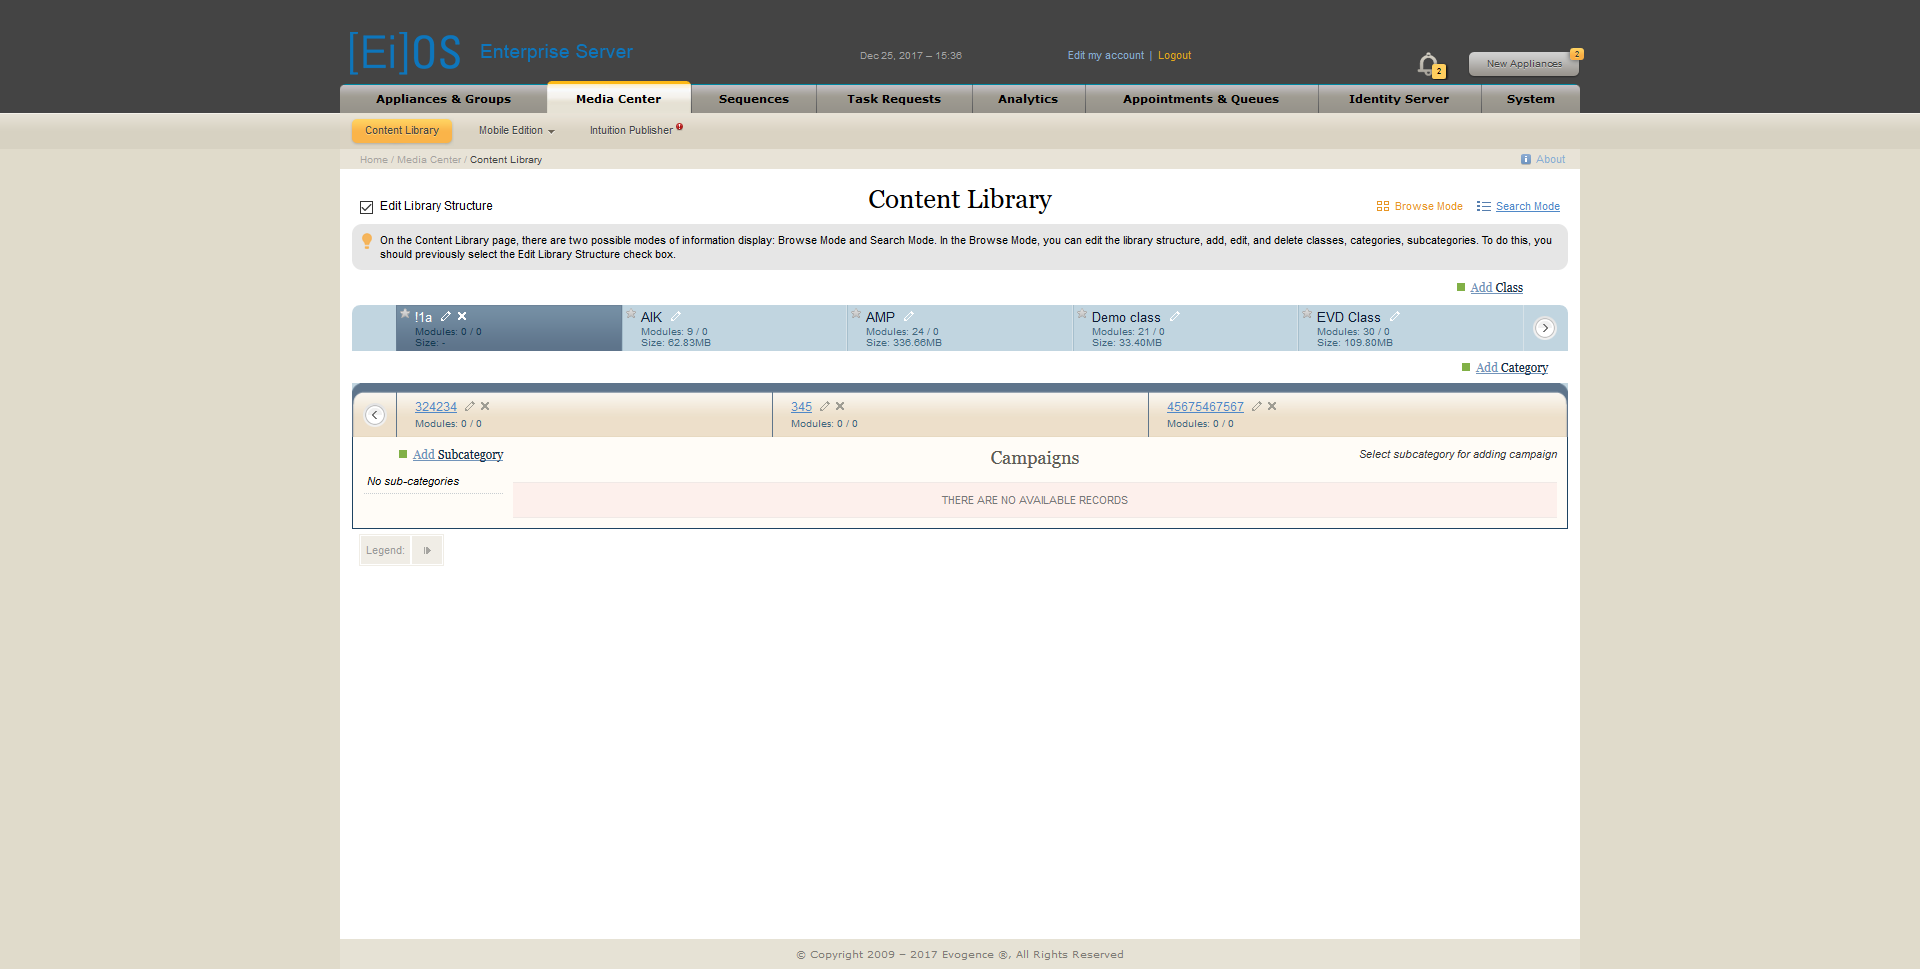 [Ei]OS Enterprise Server
Dec 25, 2017 – 15:36
Edit my account | Logout
2
New Appliances 2
Appliances & Groups Media Center Sequences Task Requests Analytics Appointments & Queues Identity Server System
Content Library Mobile Edition Intuition Publisher
Home / Media Center / Content Library
About
Edit Library Structure
Content Library
Browse Mode Search Mode
On the Content Library page, there are two possible modes of information display: Browse Mode and Search Mode. In the Browse Mode, you can edit the library structure, add, edit, and delete classes, categories, subcategories. To do this, you
should previously select the Edit Library Structure check box.
Add Class
!1a
Modules: 0 / 0
Size: -
AIK
Modules: 9 / 0
Size: 62.83MB
AMP
Modules: 24 / 0
Size: 336.66MB
Demo class
Modules: 21 / 0
Size: 33.40MB
EVD Class
Modules: 30 / 0
Size: 109.80MB
Add Category
324234
Modules: 0 / 0
345
Modules: 0 / 0
45675467567
Modules: 0 / 0
Add Subcategory
No sub-categories
Campaigns
Select subcategory for adding campaign
THERE ARE NO AVAILABLE RECORDS
Legend:
© Copyright 2009 – 2017 Evogence ®, All Rights Reserved